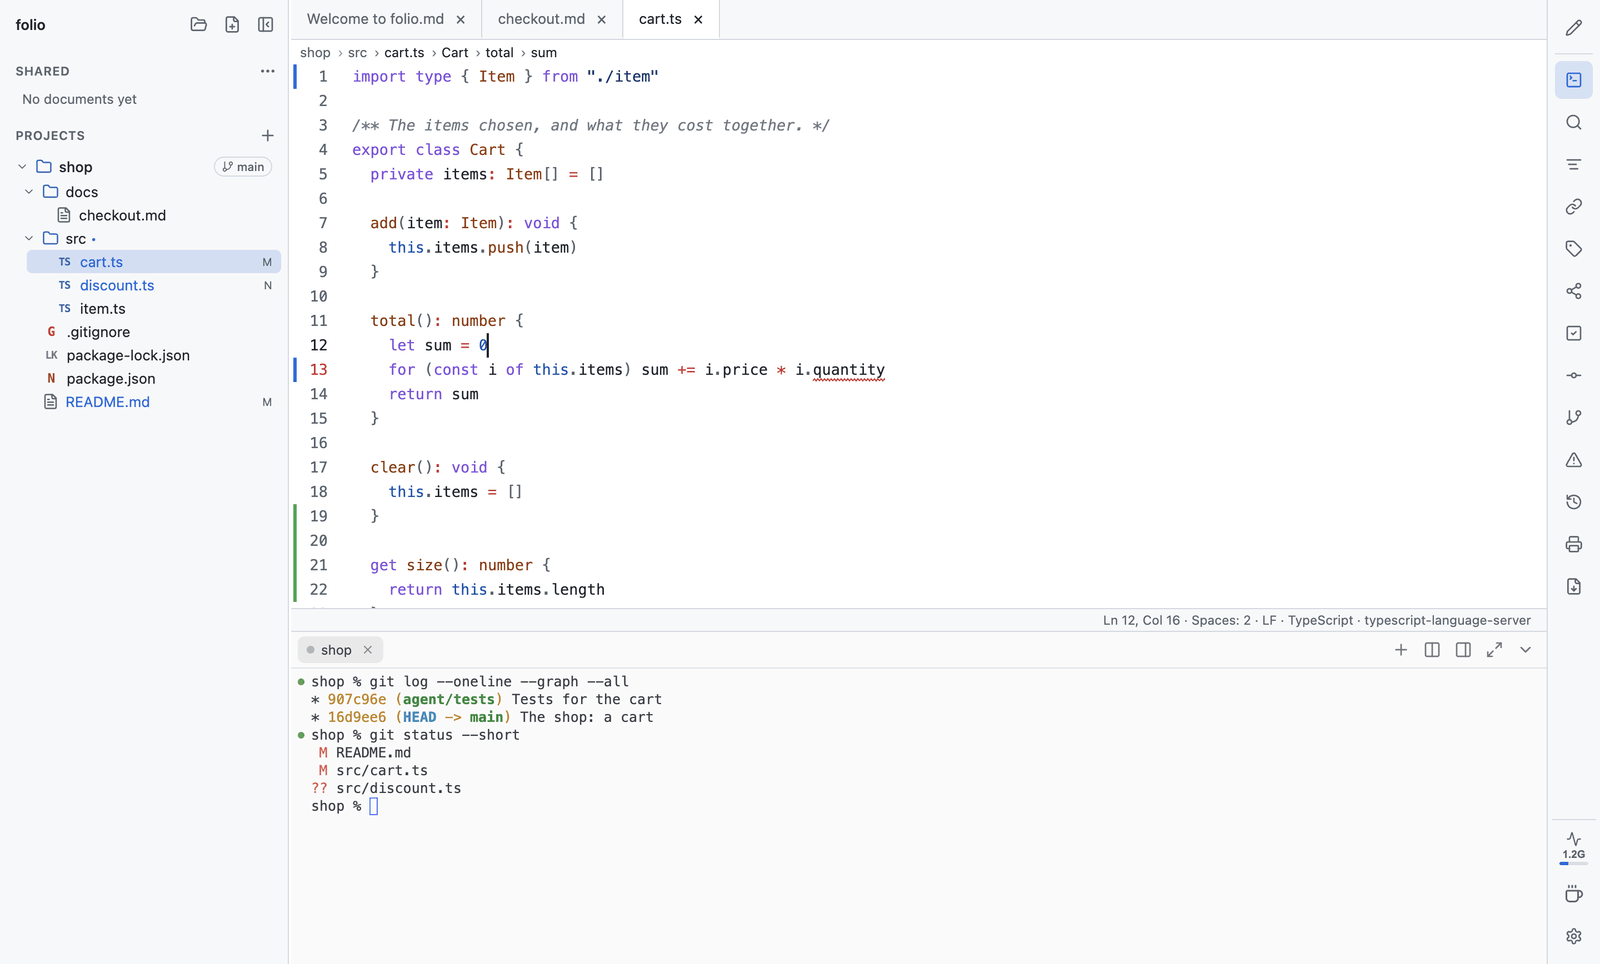 folio
SHARED
No documents yet
PROJECTS
shop
main
docs
checkout.md
src
TS cart.ts M
TS discount.ts N
TS item.ts
G .gitignore
LK package-lock.json
N package.json
README.md M
Welcome to folio.md
checkout.md
cart.ts
shop › src › cart.ts › Cart › total › sum
1 import type { Item } from "./item"
2
3 /** The items chosen, and what they cost together. */
4 export class Cart {
5 private items: Item[] = []
6
7 add(item: Item): void {
8 this.items.push(item)
9 }
10
11 total(): number {
12 let sum = 0
13 for (const i of this.items) sum += i.price * i.quantity
14 return sum
15 }
16
17 clear(): void {
18 this.items = []
19 }
20
21 get size(): number {
22 return this.items.length
Ln 12, Col 16 · Spaces: 2 · LF · TypeScript · typescript-language-server
shop
shop % git log --oneline --graph --all
* 907c96e (agent/tests) Tests for the cart
* 16d9ee6 (HEAD -> main) The shop: a cart
shop % git status --short
M README.md
M src/cart.ts
?? src/discount.ts
shop %
1.2G